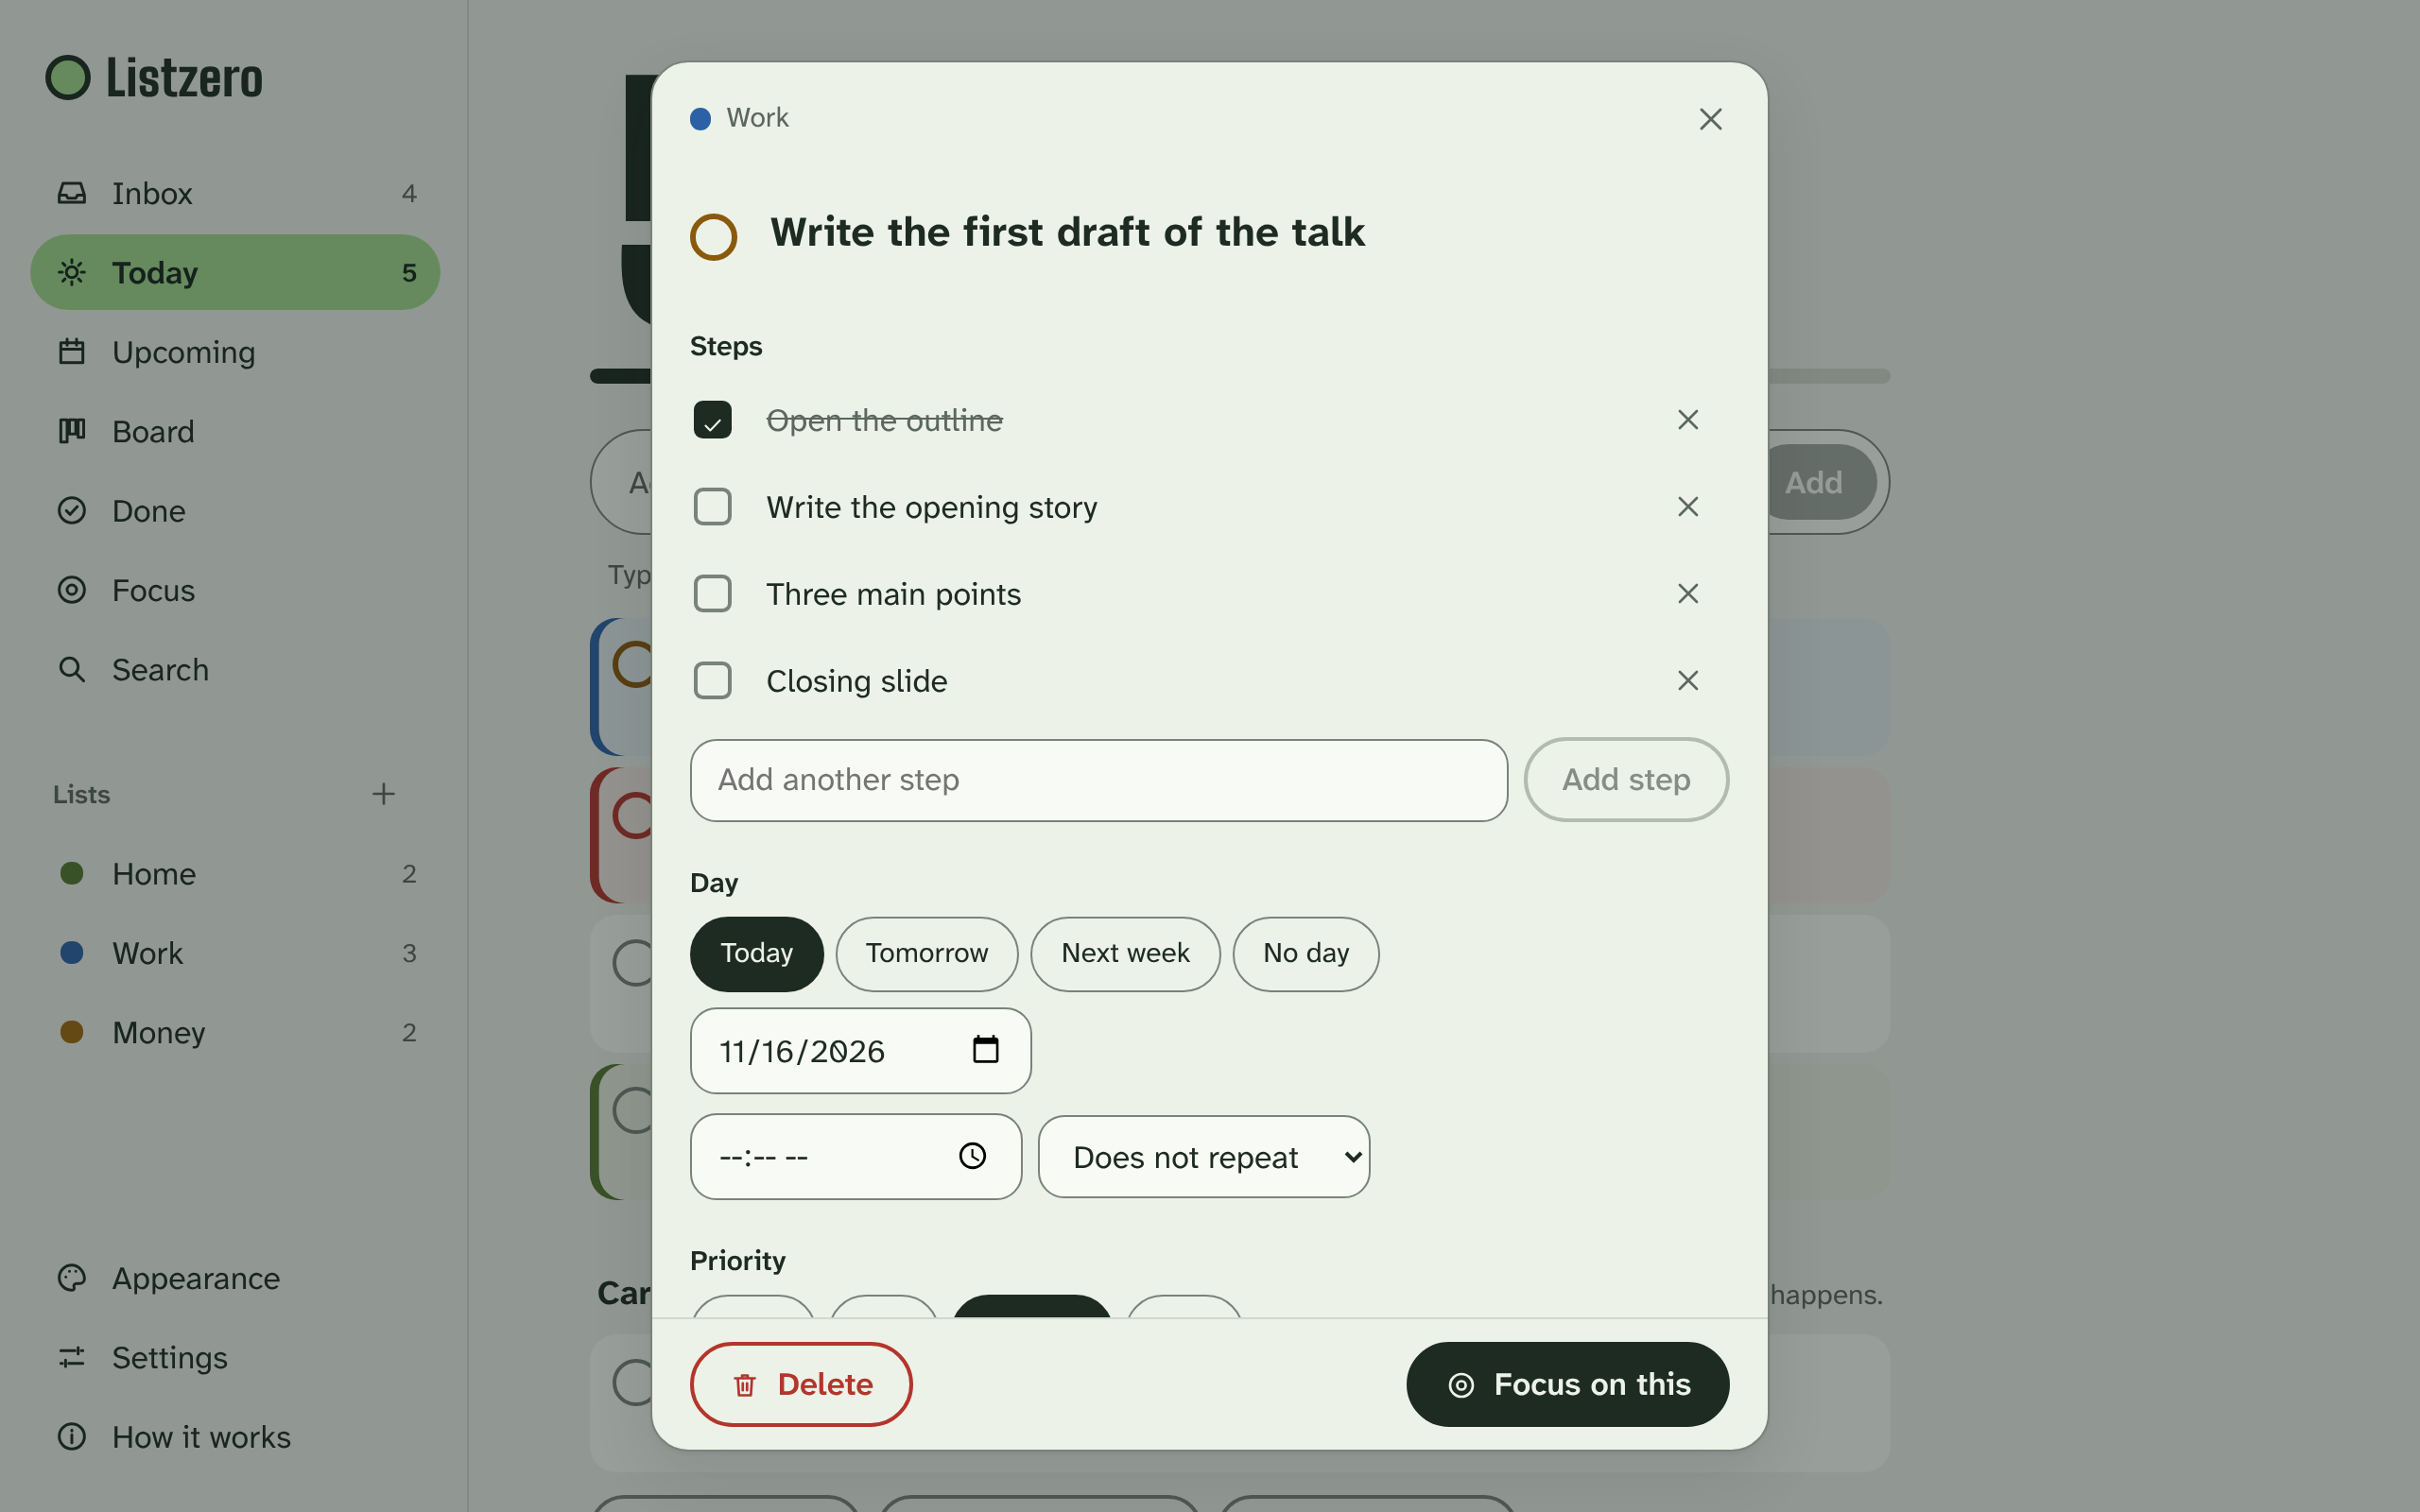 Listzero
Inbox 4
Today 5
Upcoming
Board
Done
Focus
Search
Lists
Home 2
Work 3
Money 2
Appearance
Settings
How it works
Work
Write the first draft of the talk
Steps
Open the outline
Write the opening story
Three main points
Closing slide
Add another step
Add step
Day
Today
Tomorrow
Next week
No day
11/16/2026
--:-- --
Does not repeat
Priority
Delete
Focus on this
Add
happens.